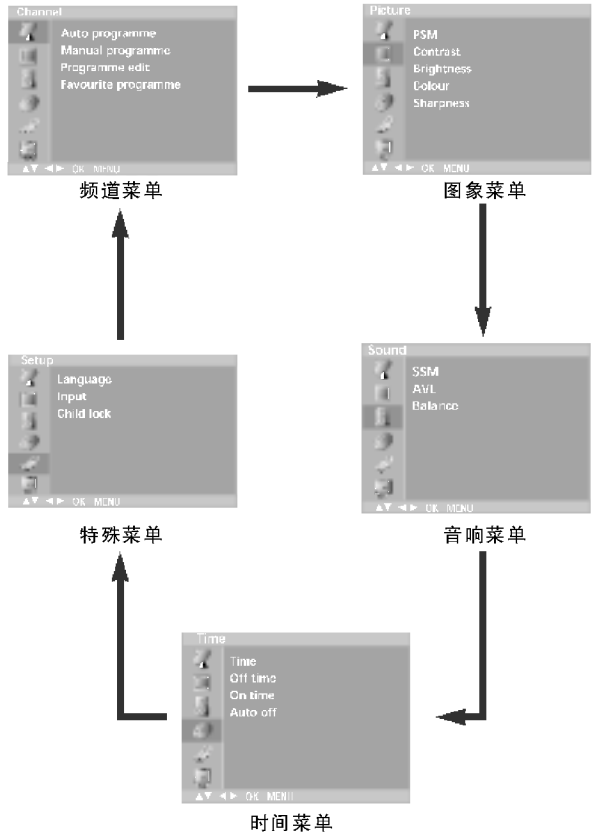 Channel
Auto programme
Manual programme
Programme edit
Favourite programme
▲▼ ◄► OK MENU
频道菜单
Picture
PSM
Contrast
Brightness
Colour
Sharpness
▲▼ ◄► OK MENU
图象菜单
Sound
SSM
AVL
Balance
▲▼ ◄► OK MENU
音响菜单
Time
Time
Off time
On time
Auto off
▲▼ ◄► OK MENU
时间菜单
Setup
Language
Input
Child lock
▲▼ ◄► OK MENU
特殊菜单